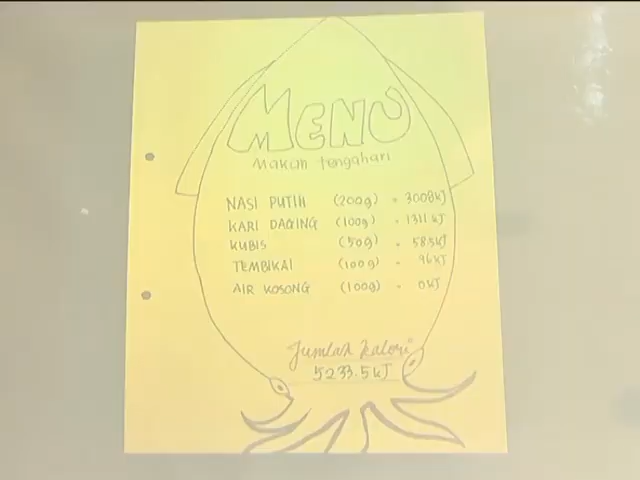 MENU
Makan tengahari
NASI PUTIH (200g) - 3008kJ
KARI DAGING (100g) - 1311 kJ
KUBIS (50g) - 58.5kJ
TEMBIKAI (100g) - 96kJ
AIR KOSONG (100g) - 0kJ
Jumlah kalori
5233.5kJ